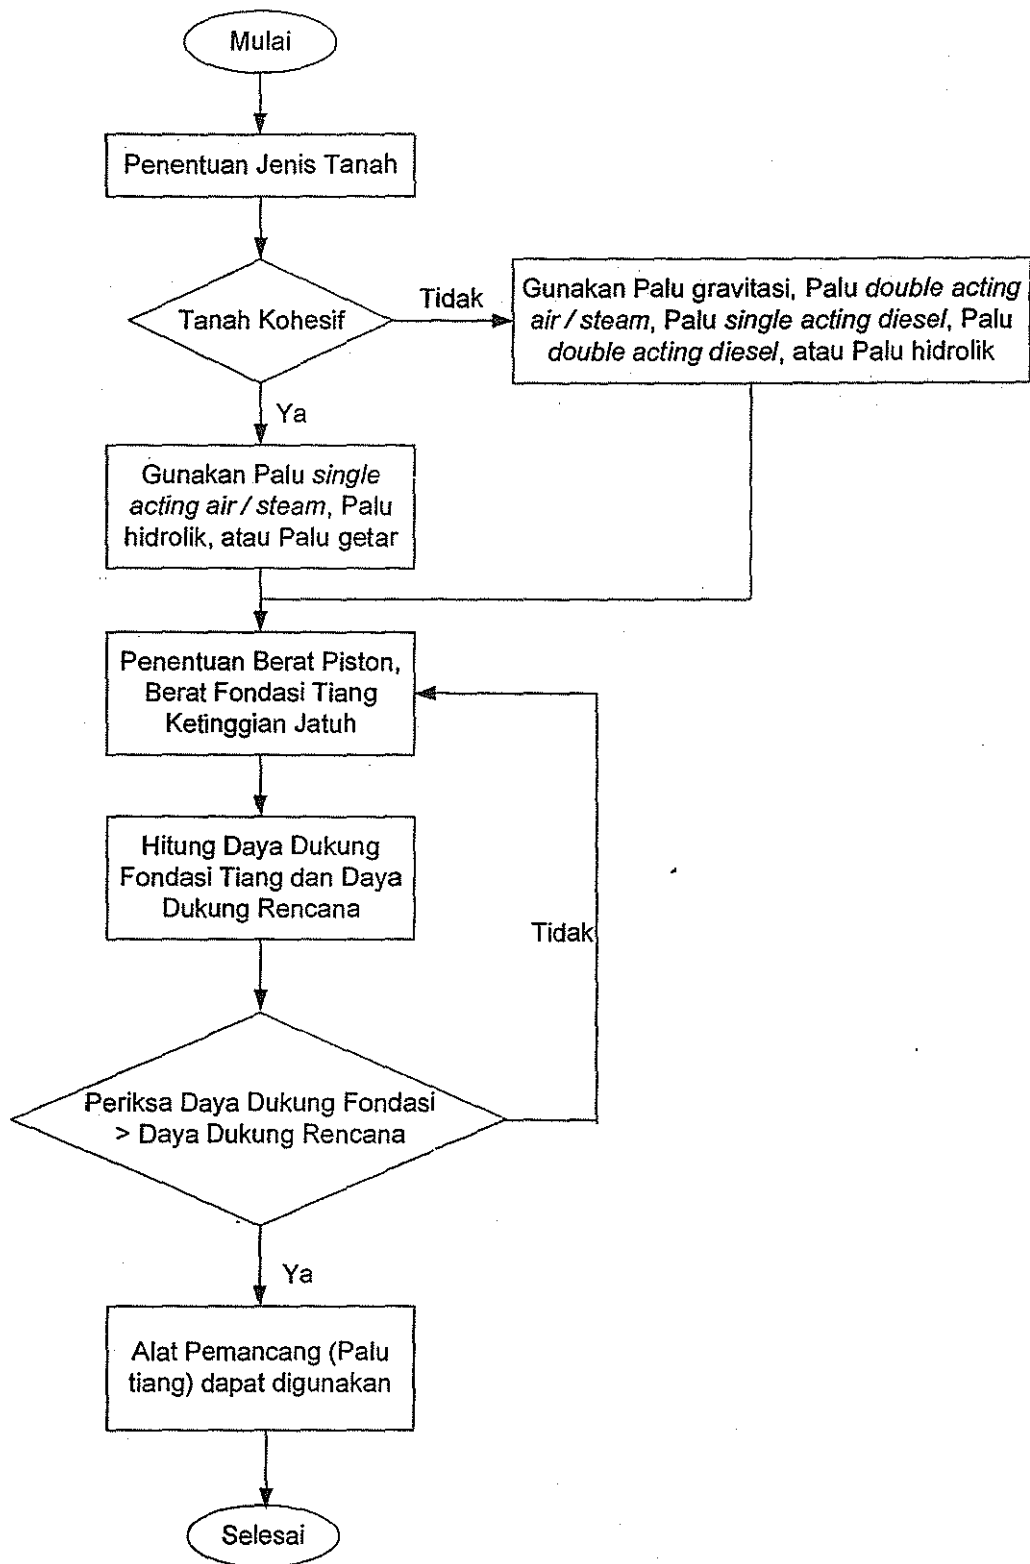 Mulai
Penentuan Jenis Tanah
Tanah Kohesif
Tidak
Gunakan Palu gravitasi, Palu double acting
air / steam, Palu single acting diesel, Palu
double acting diesel, atau Palu hidrolik
Ya
Gunakan Palu single
acting air / steam, Palu
hidrolik, atau Palu getar
Penentuan Berat Piston,
Berat Fondasi Tiang
Ketinggian Jatuh
Hitung Daya Dukung
Fondasi Tiang dan Daya
Dukung Rencana
Tidak
Periksa Daya Dukung Fondasi
> Daya Dukung Rencana
Ya
Alat Pemancang (Palu
tiang) dapat digunakan
Selesai